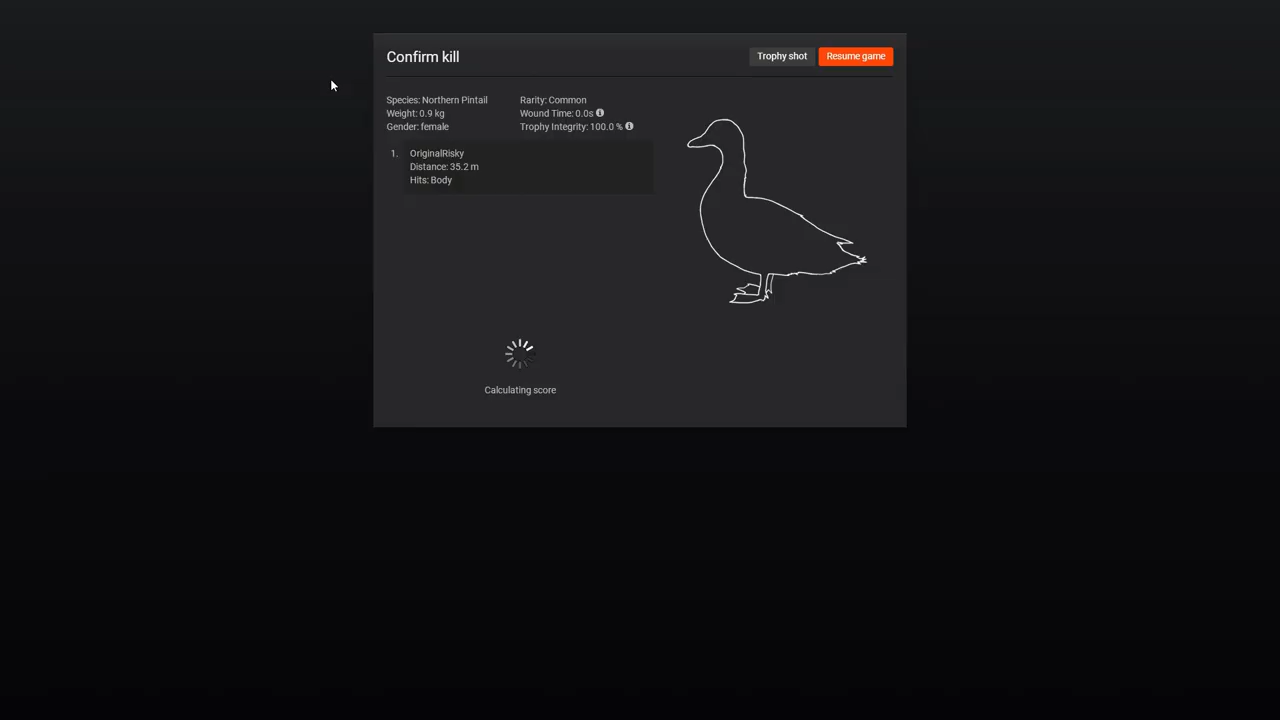 Confirm kill
Trophy shot
Resume game
Species: Northern Pintail
Weight: 0.9 kg
Gender: female
Rarity: Common
Wound Time: 0.0s
Trophy Integrity: 100.0 %
1. OriginalRisky
Distance: 35.2 m
Hits: Body
Calculating score